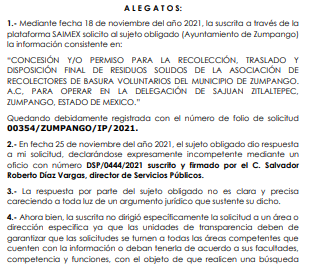 A L E G A T O S:
1.- Mediante fecha 18 de noviembre del año 2021, la suscrita a través de la
plataforma SAIMEX solicito al sujeto obligado (Ayuntamiento de Zumpango)
la información consistente en:
“CONCESIÓN Y/O PERMISO PARA LA RECOLECCIÓN, TRASLADO Y
DISPOSICIÓN FINAL DE RESIDUOS SOLIDOS DE LA ASOCIACIÓN DE
RECOLECTORES DE BASURA VOLUNTARIOS DEL MUNICIPIO DE ZUMPANGO.
A.C, PARA OPERAR EN LA DELEGACIÓN DE SAJUAN ZITLALTEPEC,
ZUMPANGO, ESTADO DE MEXICO.”
Quedando debidamente registrada con el número de folio de solicitud
00354/ZUMPANGO/IP/2021.
2.- En fecha 25 de noviembre del año 2021, el sujeto obligado dio respuesta
a mi solicitud, declarándose expresamente incompetente mediante un
oficio con número DSP/0444/2021 suscrito y firmado por el C. Salvador
Roberto Díaz Vargas, director de Servicios Públicos.
3.- La respuesta por parte del sujeto obligado no es clara y precisa
careciendo a toda luz de un argumento jurídico que sustente su dicho.
4.- Ahora bien, la suscrita no dirigió específicamente la solicitud a un área o
dirección específica ya que las unidades de transparencia deben de
garantizar que las solicitudes se turnen a todas las áreas competentes que
cuenten con la información o deban tenerla de acuerdo a sus facultades,
competencia y funciones, con el objeto de que realicen una búsqueda